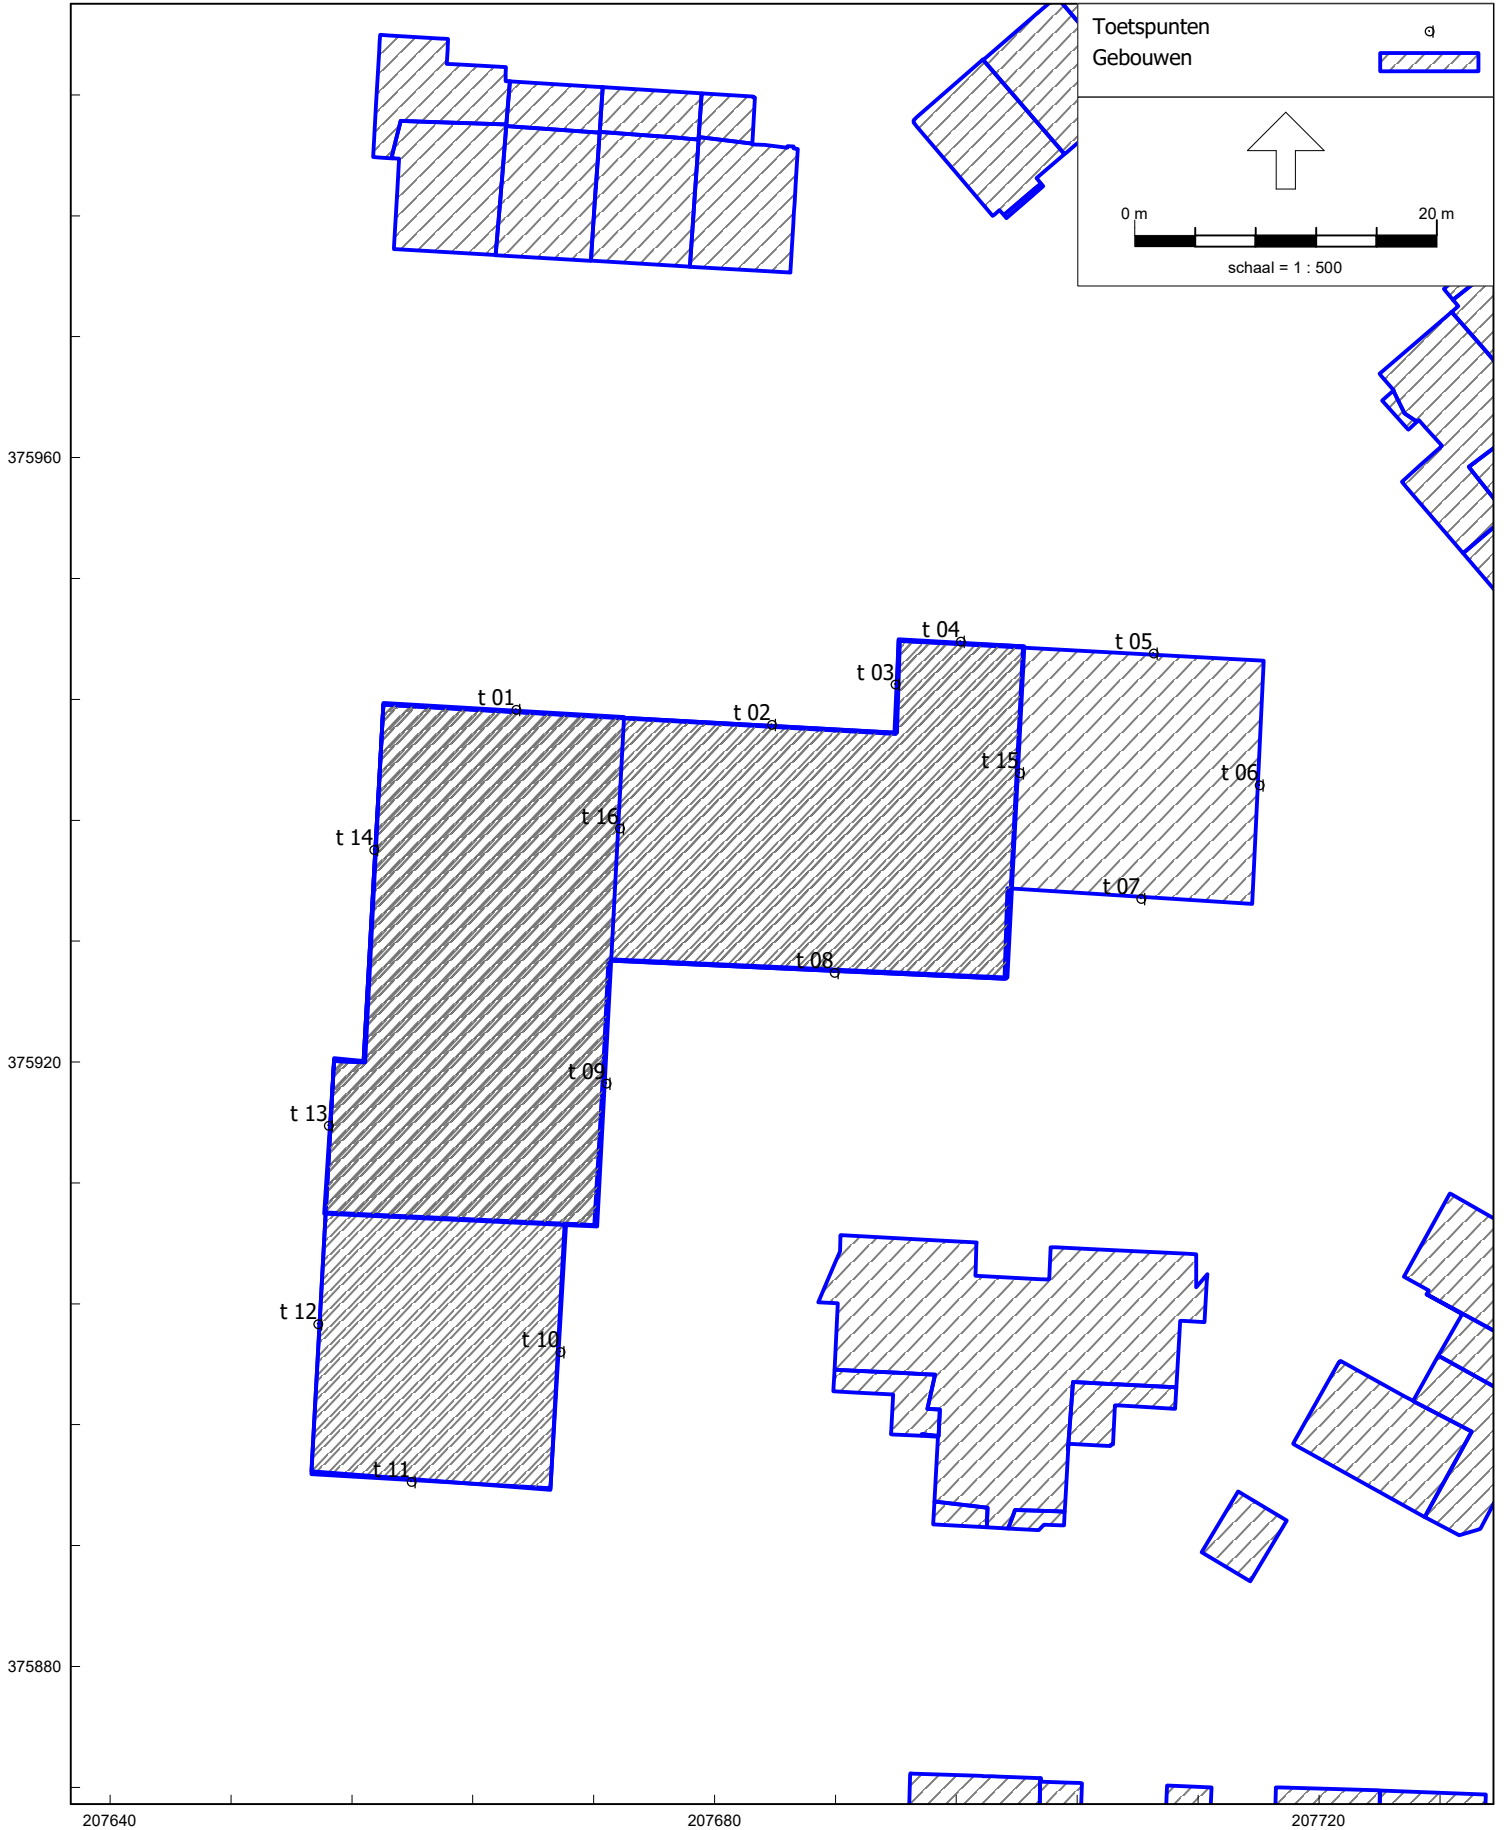 Toetspunten
Gebouwen
0 m 20 m
schaal = 1 : 500
375960
t 04
t 05
t 03
t 01
t 02
t 15
t 06
t 16
t 14
t 07
t 08
375920
t 09
t 13
t 12
t 10
t 11
375880
207640 207680 207720